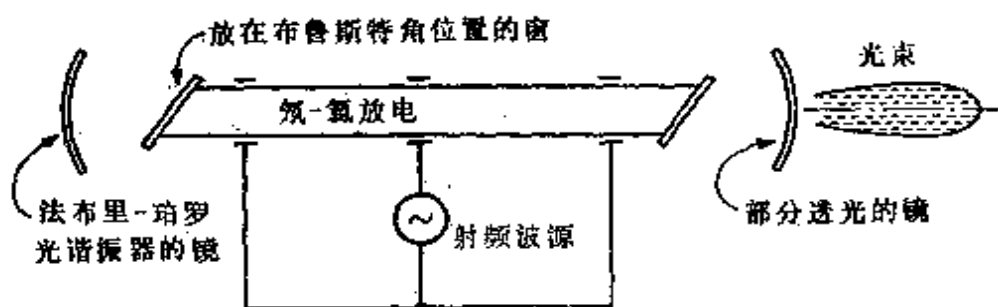 放在布鲁斯特角位置的窗
光束
氖-氦放电
法布里-珀罗
光谐振器的镜
射频波源
部分透光的镜